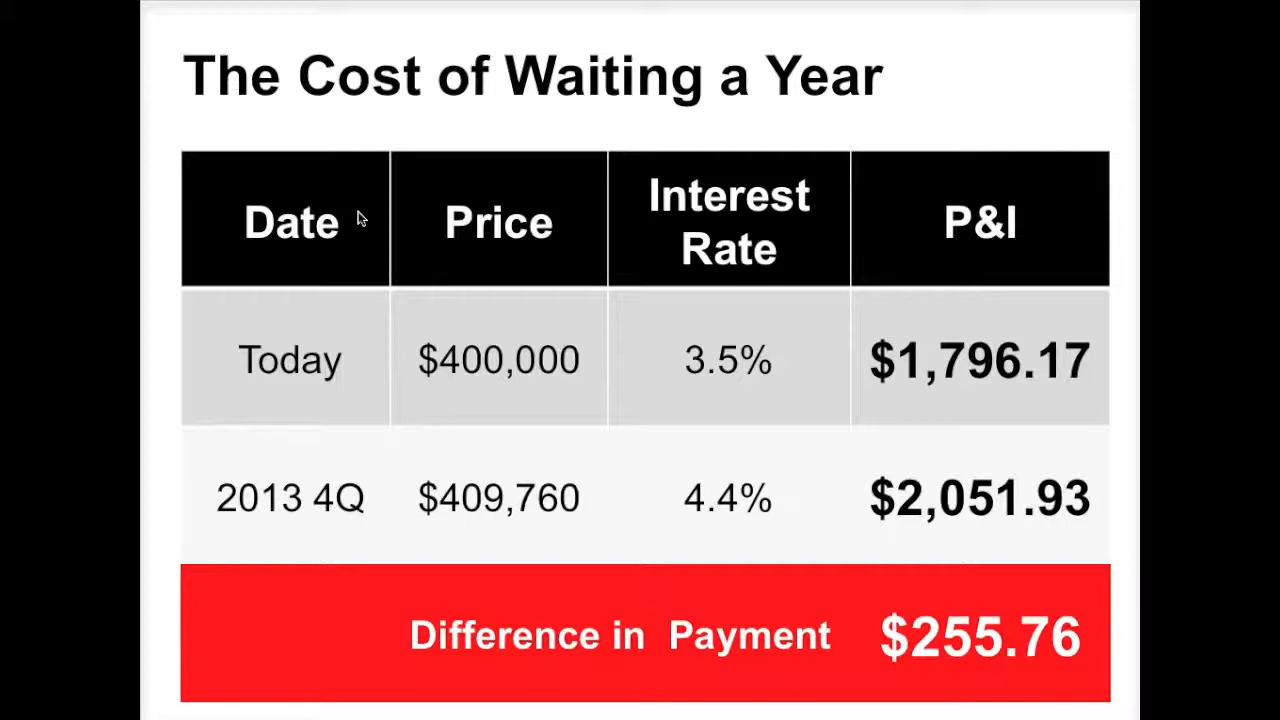 The Cost of Waiting a Year
Date Price Interest Rate P&I
Today $400,000 3.5% $1,796.17
2013 4Q $409,760 4.4% $2,051.93
Difference in Payment $255.76